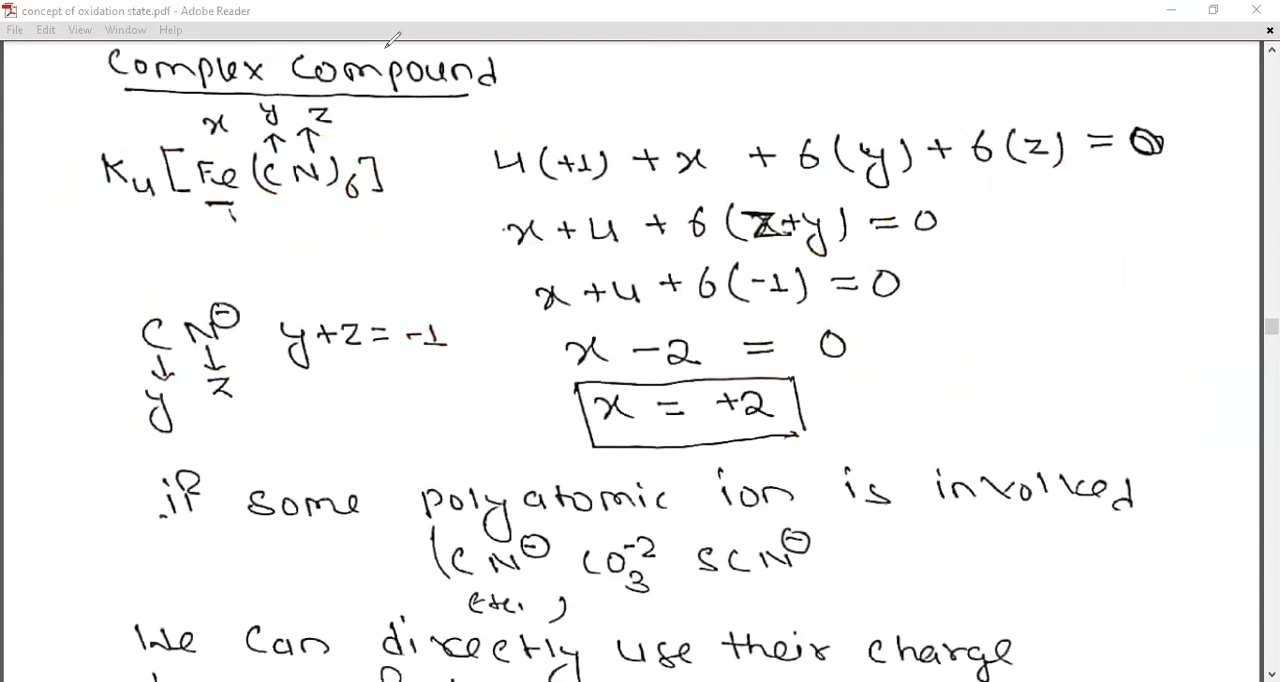 concept of oxidation state.pdf - Adobe Reader
File Edit View Window Help
Complex Compound
x y z
K4 [Fe(CN)6] 4(+1) + x + 6(y) + 6(z) = 0
x + 4 + 6(z+y) = 0
x + 4 + 6(-1) = 0
CN⊖ y+z = -1
y z
x - 2 = 0
x = +2
if some polyatomic ion is involved
(CN⊖ CO3^-2 SCN⊖
etc. )
We can directly use their charge